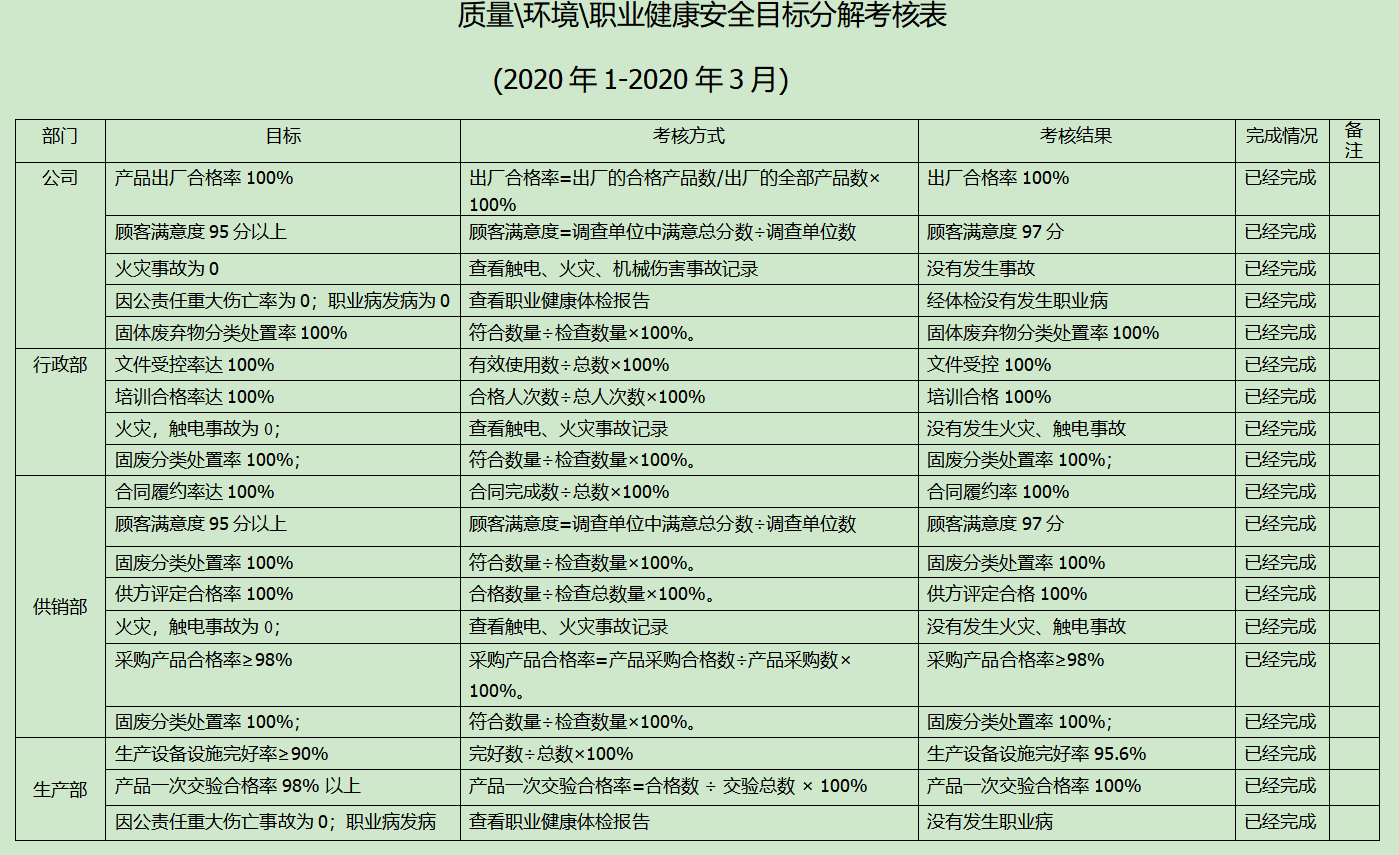 质量\环境\职业健康安全目标分解考核表
(2020 年 1-2020 年 3 月)
部门 目标 考核方式 考核结果 完成情况 备注
公司 产品出厂合格率 100% 出厂合格率=出厂的合格产品数/出厂的全部产品数×100% 出厂合格率 100% 已经完成
顾客满意度 95 分以上 顾客满意度=调查单位中满意总分数÷调查单位数 顾客满意度 97 分 已经完成
火灾事故为 0 查看触电、火灾、机械伤害事故记录 没有发生事故 已经完成
因公责任重大伤亡率为 0；职业病发病为 0 查看职业健康体检报告 经体检没有发生职业病 已经完成
固体废弃物分类处置率 100% 符合数量÷检查数量×100%。 固体废弃物分类处置率 100% 已经完成
行政部 文件受控率达 100% 有效使用数÷总数×100% 文件受控 100% 已经完成
培训合格率达 100% 合格人次数÷总人次数×100% 培训合格 100% 已经完成
火灾，触电事故为 0； 查看触电、火灾事故记录 没有发生火灾、触电事故 已经完成
固废分类处置率 100%； 符合数量÷检查数量×100%。 固废分类处置率 100%； 已经完成
供销部 合同履约率达 100% 合同完成数÷总数×100% 合同履约率 100% 已经完成
顾客满意度 95 分以上 顾客满意度=调查单位中满意总分数÷调查单位数 顾客满意度 97 分 已经完成
固废分类处置率 100% 符合数量÷检查数量×100%。 固废分类处置率 100% 已经完成
供方评定合格率 100% 合格数量÷检查总数量×100%。 供方评定合格 100% 已经完成
火灾，触电事故为 0； 查看触电、火灾事故记录 没有发生火灾、触电事故 已经完成
采购产品合格率≥98% 采购产品合格率=产品采购合格数÷产品采购数×100%。 采购产品合格率≥98% 已经完成
固废分类处置率 100%； 符合数量÷检查数量×100%。 固废分类处置率 100%； 已经完成
生产部 生产设备设施完好率≥90% 完好数÷总数×100% 生产设备设施完好率 95.6% 已经完成
产品一次交验合格率 98% 以上 产品一次交验合格率=合格数 ÷ 交验总数 × 100% 产品一次交验合格率 100% 已经完成
因公责任重大伤亡事故为 0；职业病发病 查看职业健康体检报告 没有发生职业病 已经完成